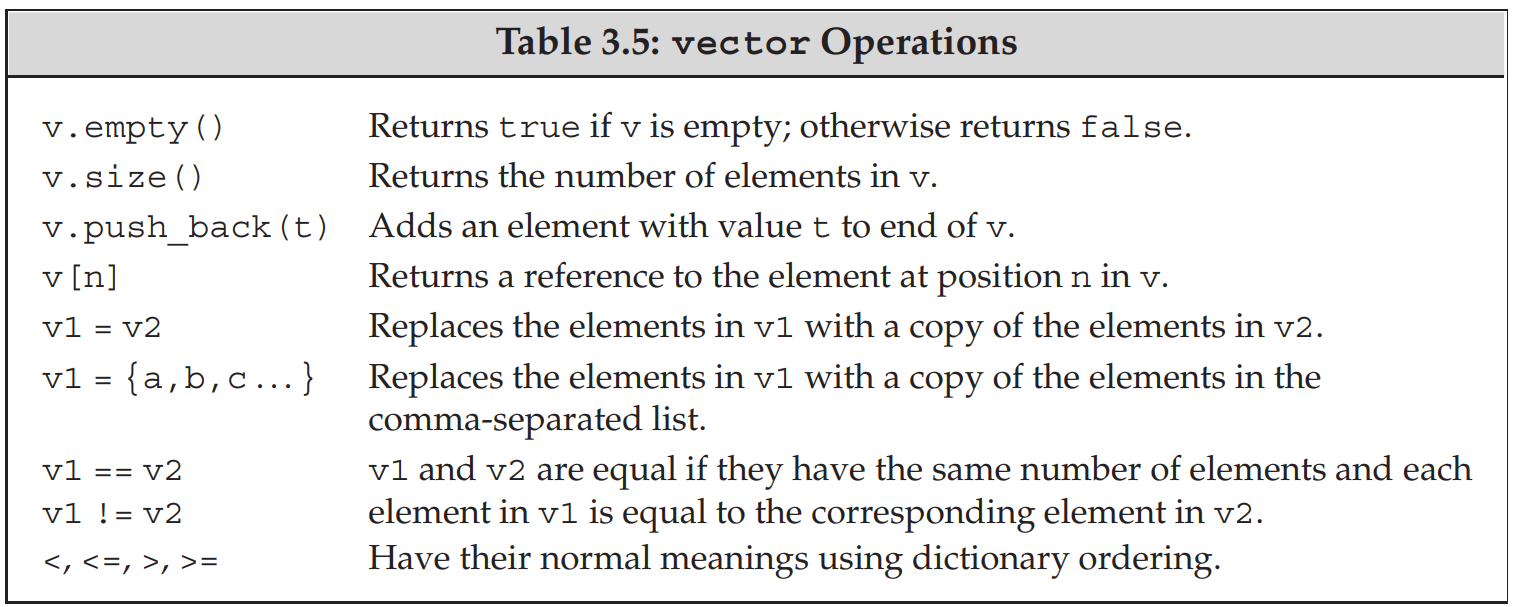 Table 3.5: vector Operations
v.empty() Returns true if v is empty; otherwise returns false.
v.size() Returns the number of elements in v.
v.push_back(t) Adds an element with value t to end of v.
v[n] Returns a reference to the element at position n in v.
v1 = v2 Replaces the elements in v1 with a copy of the elements in v2.
v1 = {a,b,c...} Replaces the elements in v1 with a copy of the elements in the
comma-separated list.
v1 == v2 v1 and v2 are equal if they have the same number of elements and each
v1 != v2 element in v1 is equal to the corresponding element in v2.
<, <=, >, >= Have their normal meanings using dictionary ordering.